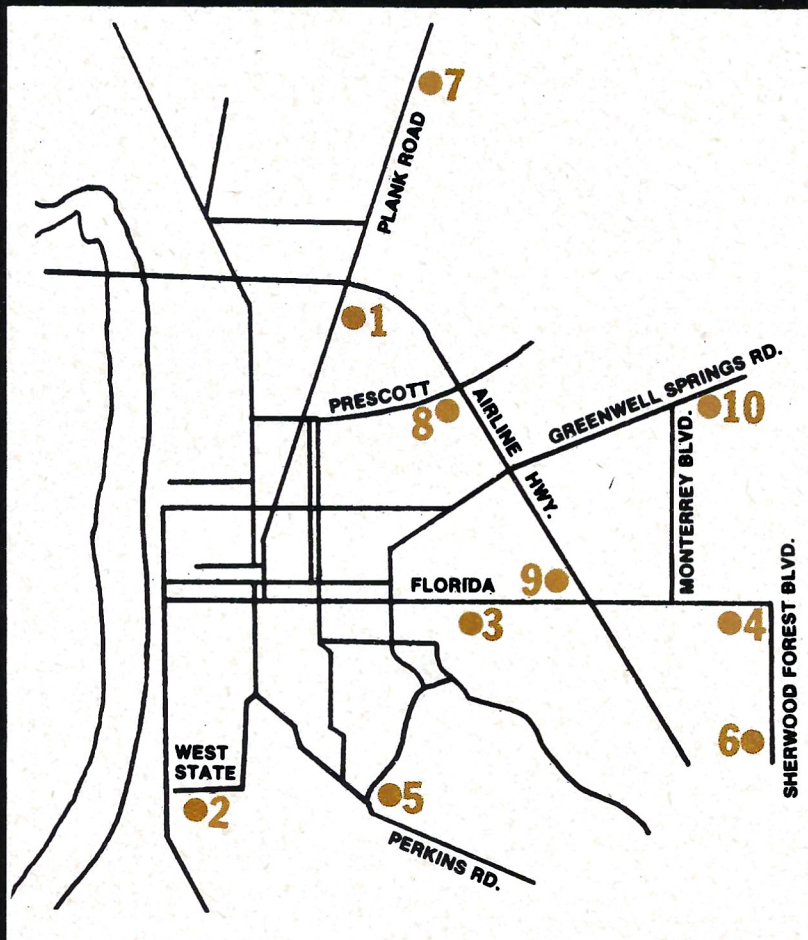 7
PLANK ROAD
1
PRESCOTT
8
AIRLINE HWY.
GREENWELL SPRINGS RD.
10
MONTERREY BLVD.
FLORIDA
9
3
4
SHERWOOD FOREST BLVD.
6
WEST
STATE
2
5
PERKINS RD.